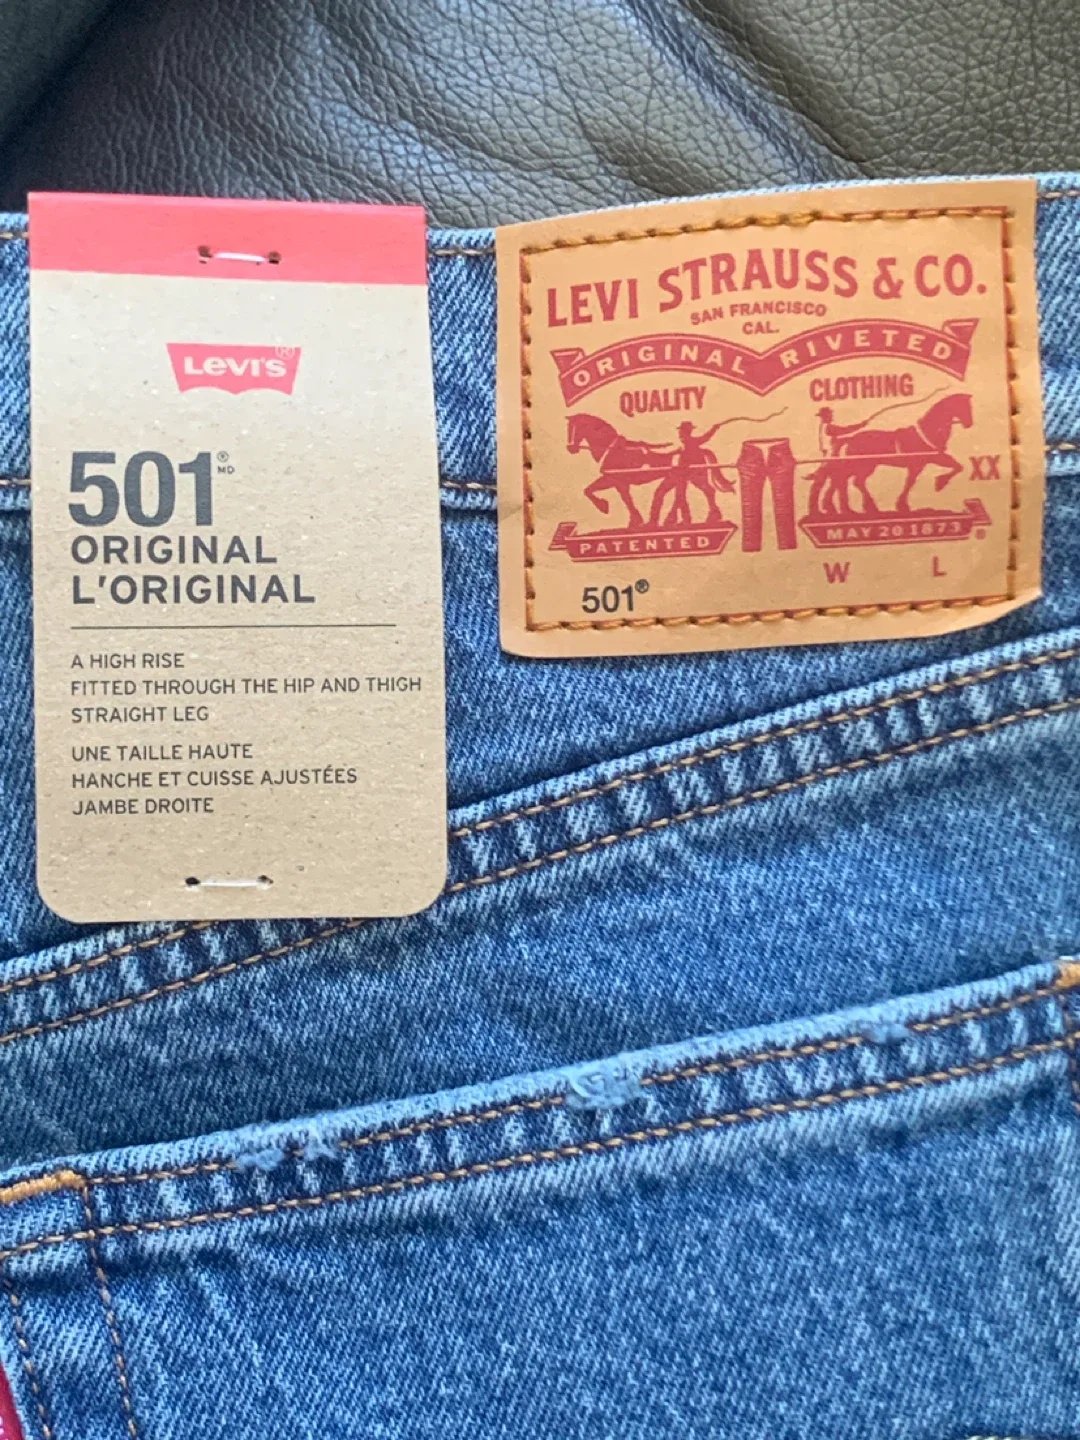 LEVI'S®
501®
MD
ORIGINAL
L'ORIGINAL
A HIGH RISE
FITTED THROUGH THE HIP AND THIGH
STRAIGHT LEG
UNE TAILLE HAUTE
HANCHE ET CUISSE AJUSTÉES
JAMBE DROITE
LEVI STRAUSS & CO.
SAN FRANCISCO
CAL.
ORIGINAL RIVETED
QUALITY CLOTHING
XX
PATENTED MAY 20 1873 ®
W L
501®